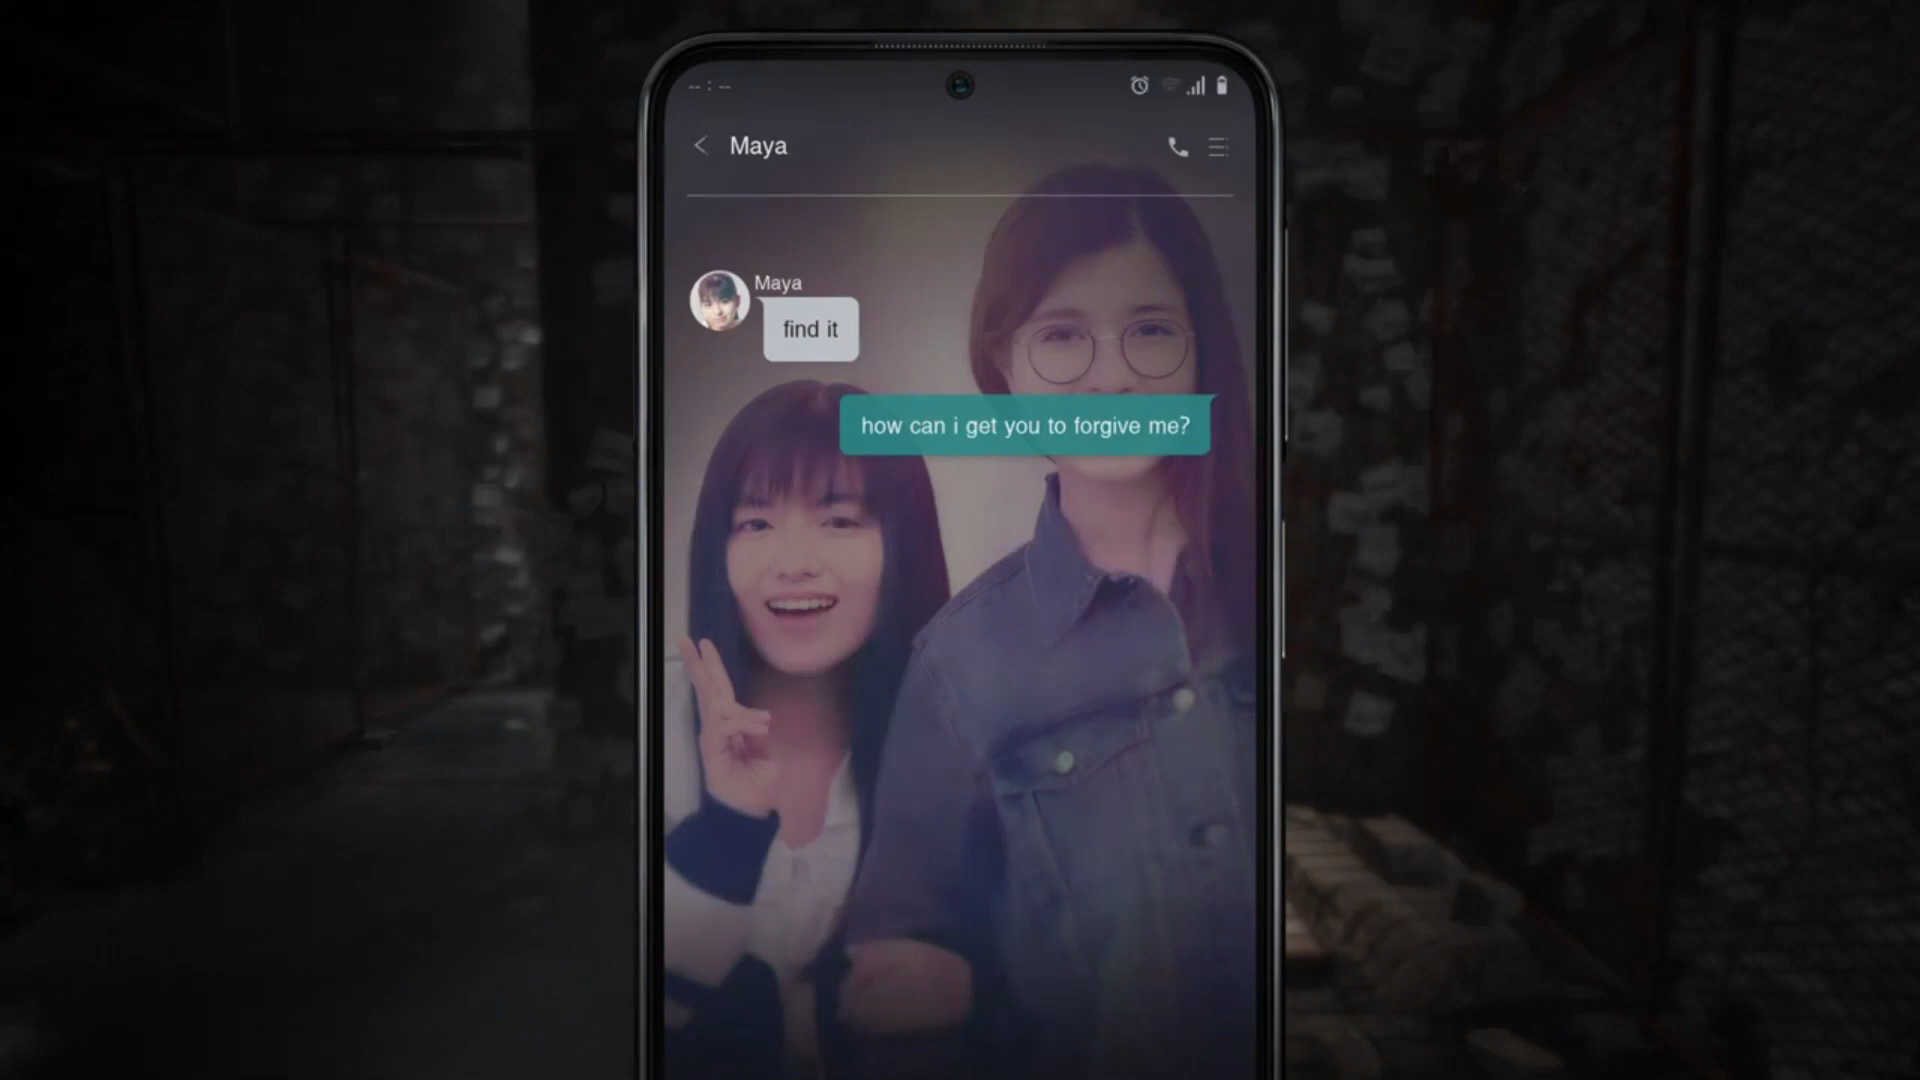 -- : --
Maya
Maya
find it
how can i get you to forgive me?